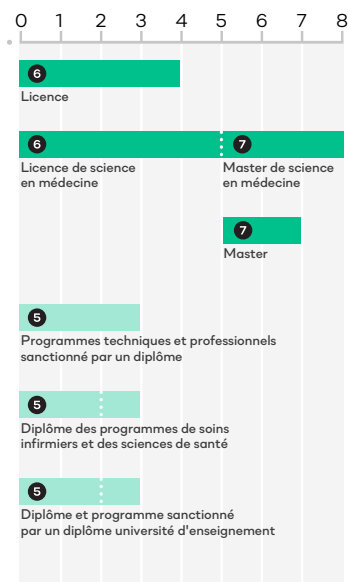 0 1 2 3 4 5 6 7 8
6
Licence
6 7
Licence de science Master de science
en médecine en médecine
7
Master
5
Programmes techniques et professionnels
sanctionné par un diplôme
5
Diplôme des programmes de soins
infirmiers et des sciences de santé
5
Diplôme et programme sanctionné
par un diplôme université d'enseignement